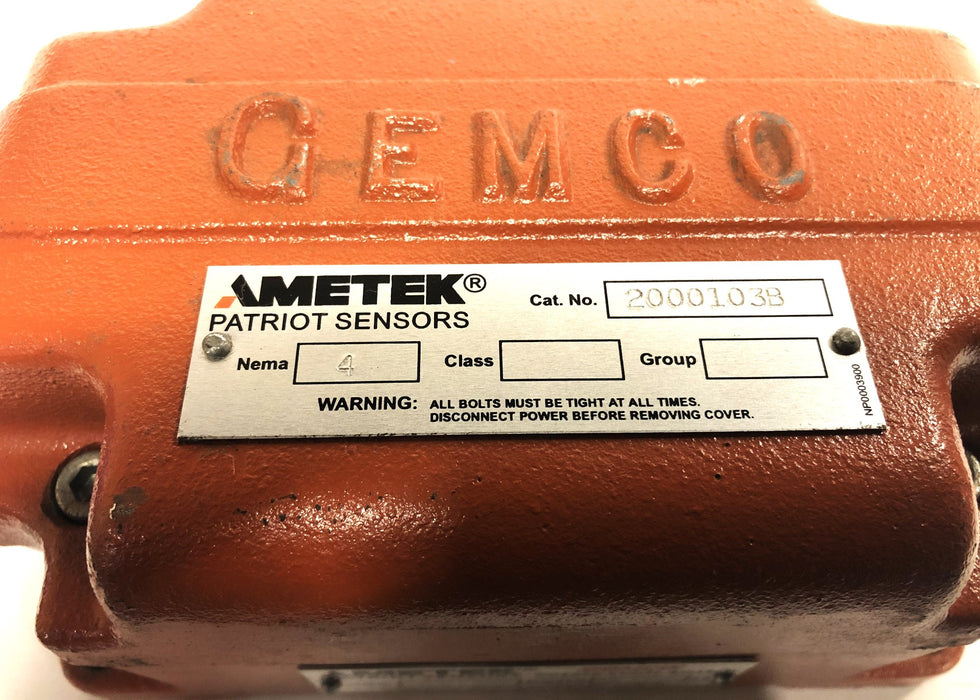 GEMCO
AMETEK®
PATRIOT SENSORS
Cat. No. 2000103B
Nema 4 Class Group
WARNING: ALL BOLTS MUST BE TIGHT AT ALL TIMES.
DISCONNECT POWER BEFORE REMOVING COVER.
NP0003900